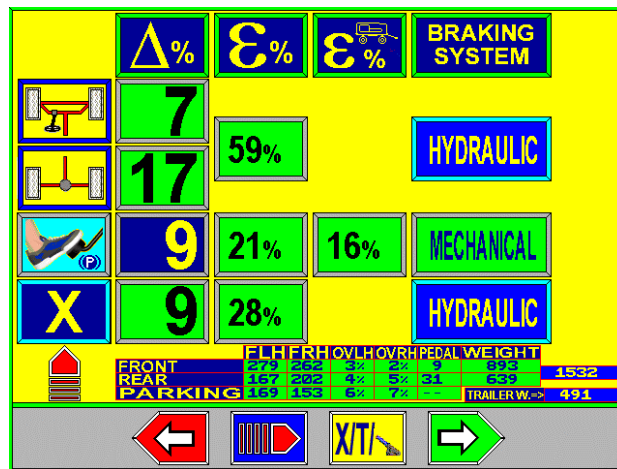 Δ% ε% ε% BRAKING SYSTEM
7
59% HYDRAULIC
17
(P) 9 21% 16% MECHANICAL
X 9 28% HYDRAULIC
FLH FRH OVLH OVRH PEDAL WEIGHT
FRONT 279 262 3% 2% 9 893
1532
REAR 167 202 4% 5% 31 639
PARKING 169 153 6% 7% -- TRAILER W.=> 491
X/T/